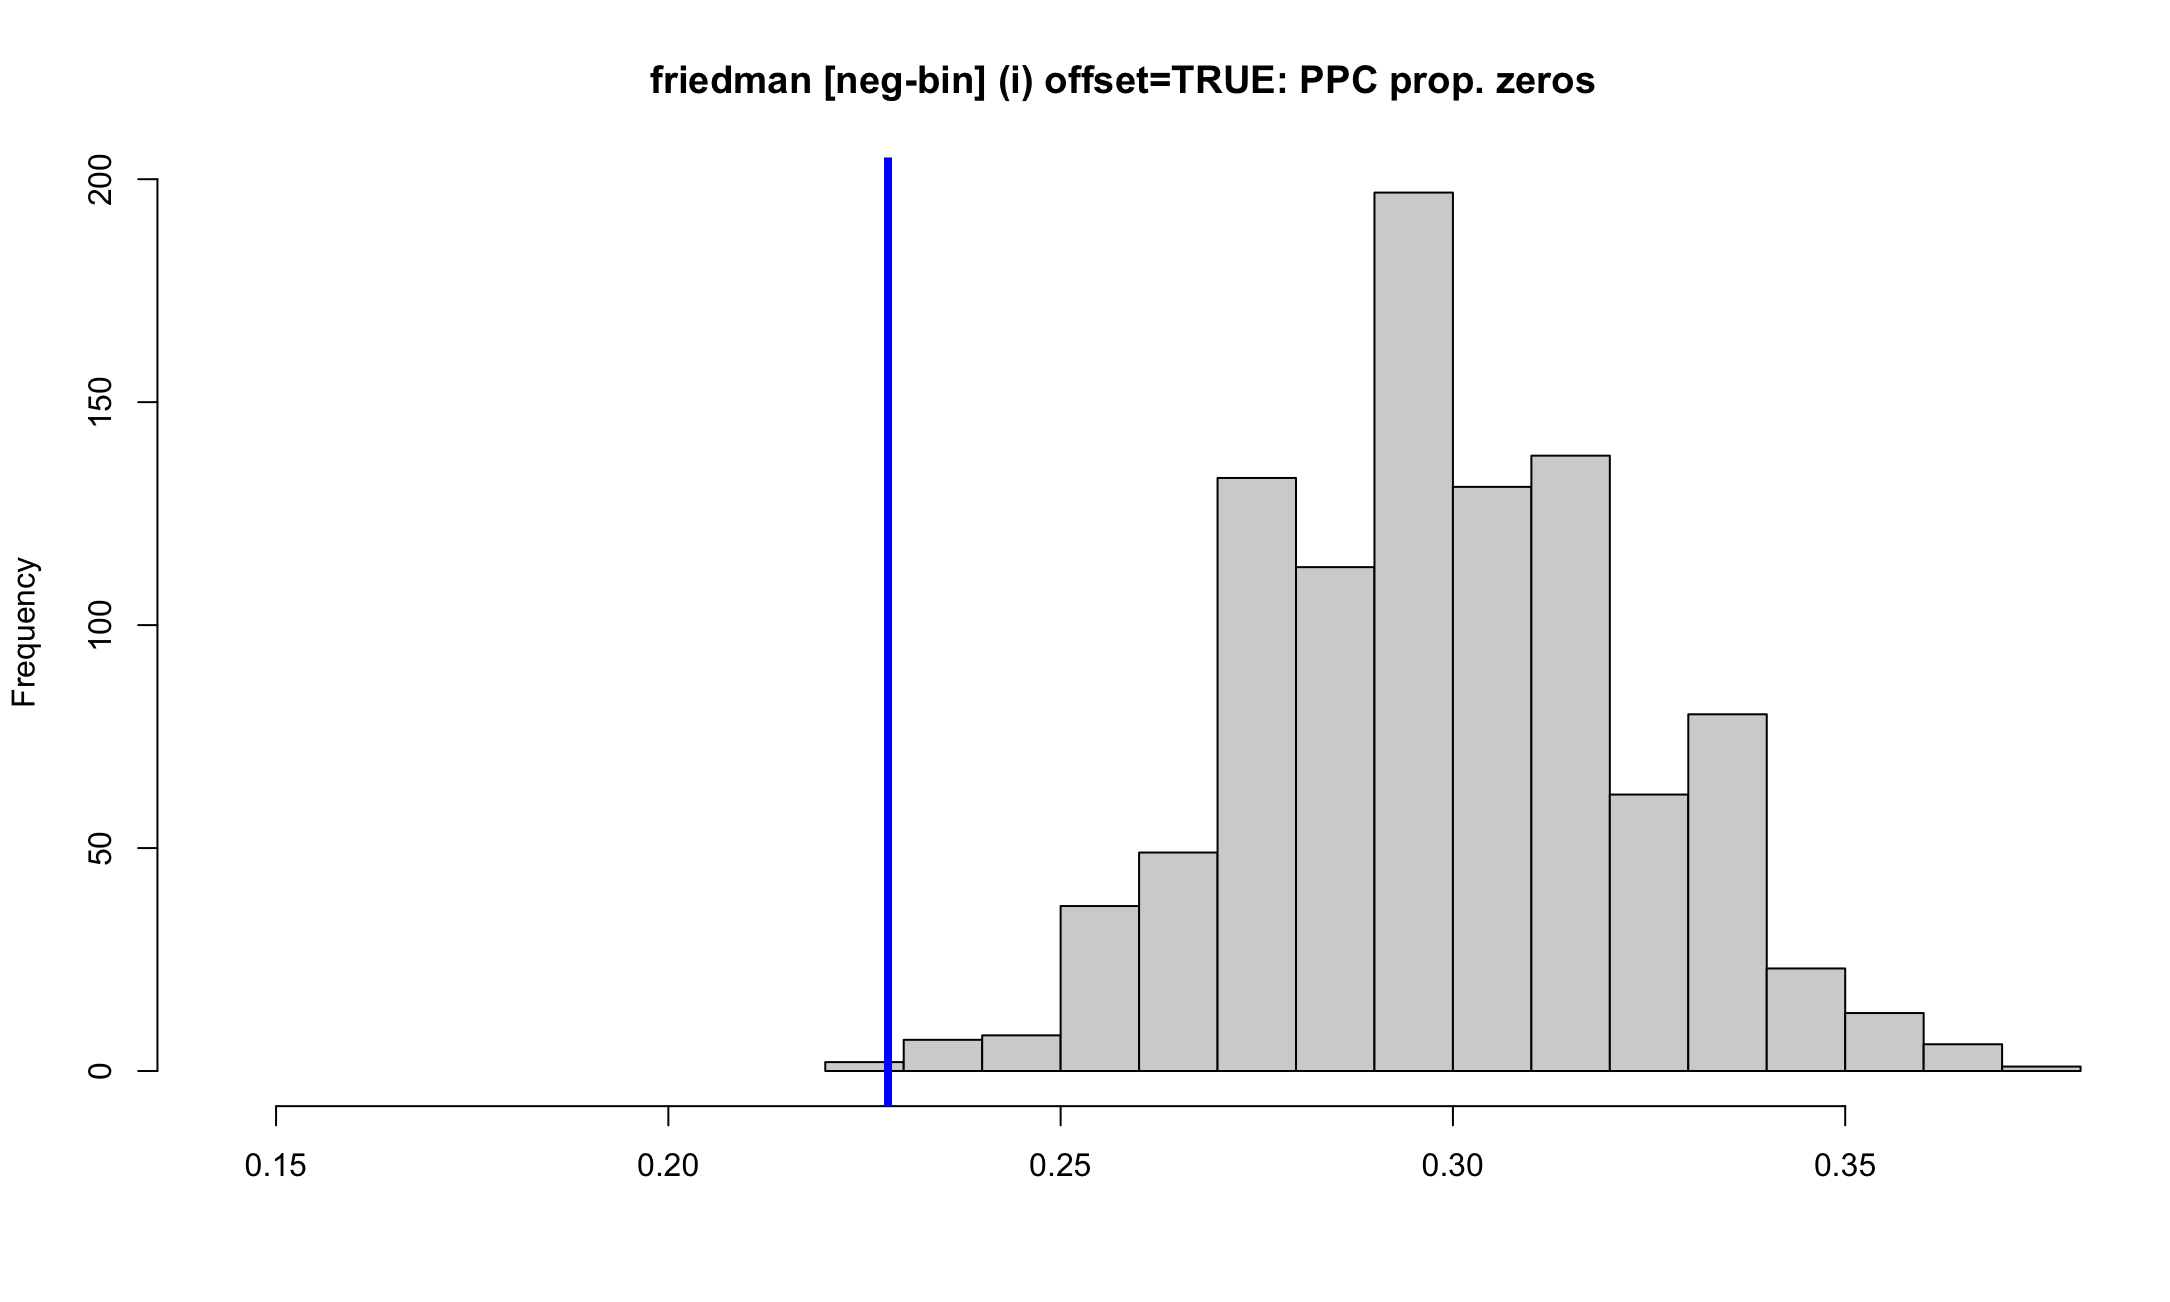 friedman [neg-bin] (i) offset=TRUE: PPC prop. zeros
Frequency
200
150
100
50
0
0.15 0.20 0.25 0.30 0.35